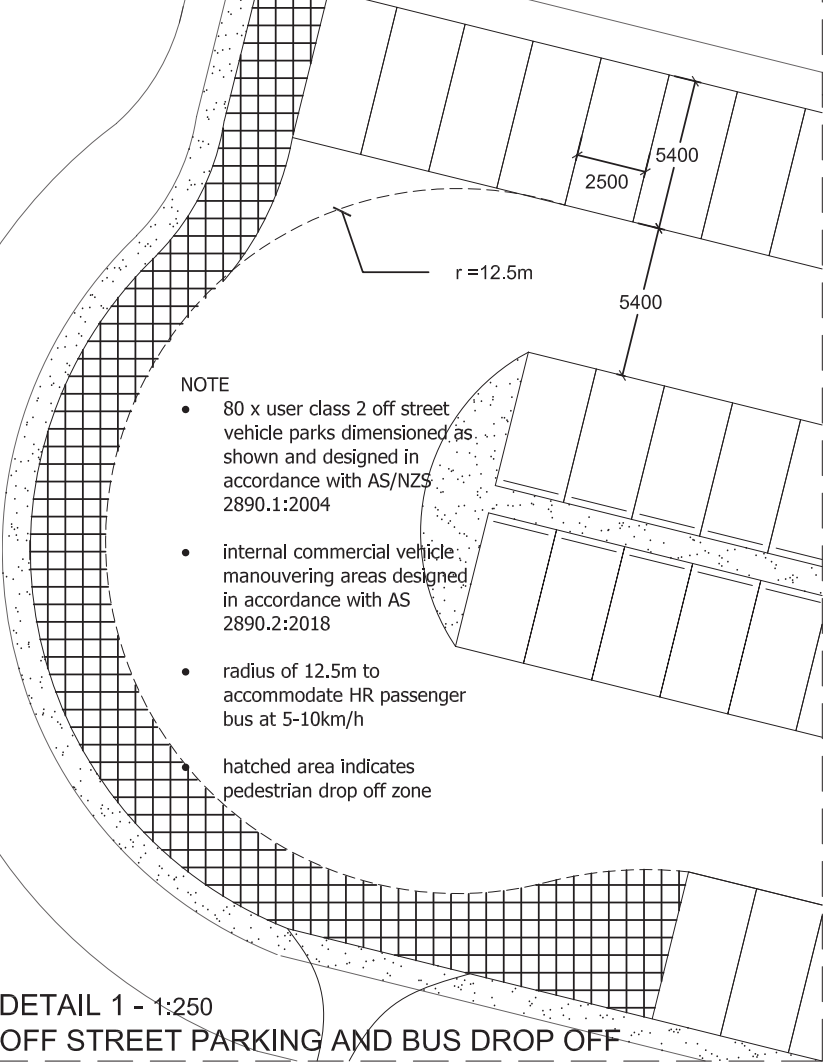 5400
2500
r =12.5m
5400
NOTE
• 80 x user class 2 off street
vehicle parks dimensioned as
shown and designed in
accordance with AS/NZS
2890.1:2004
• internal commercial vehicle
manouvering areas designed
in accordance with AS
2890.2:2018
• radius of 12.5m to
accommodate HR passenger
bus at 5-10km/h
• hatched area indicates
pedestrian drop off zone
DETAIL 1 - 1:250
OFF STREET PARKING AND BUS DROP OFF